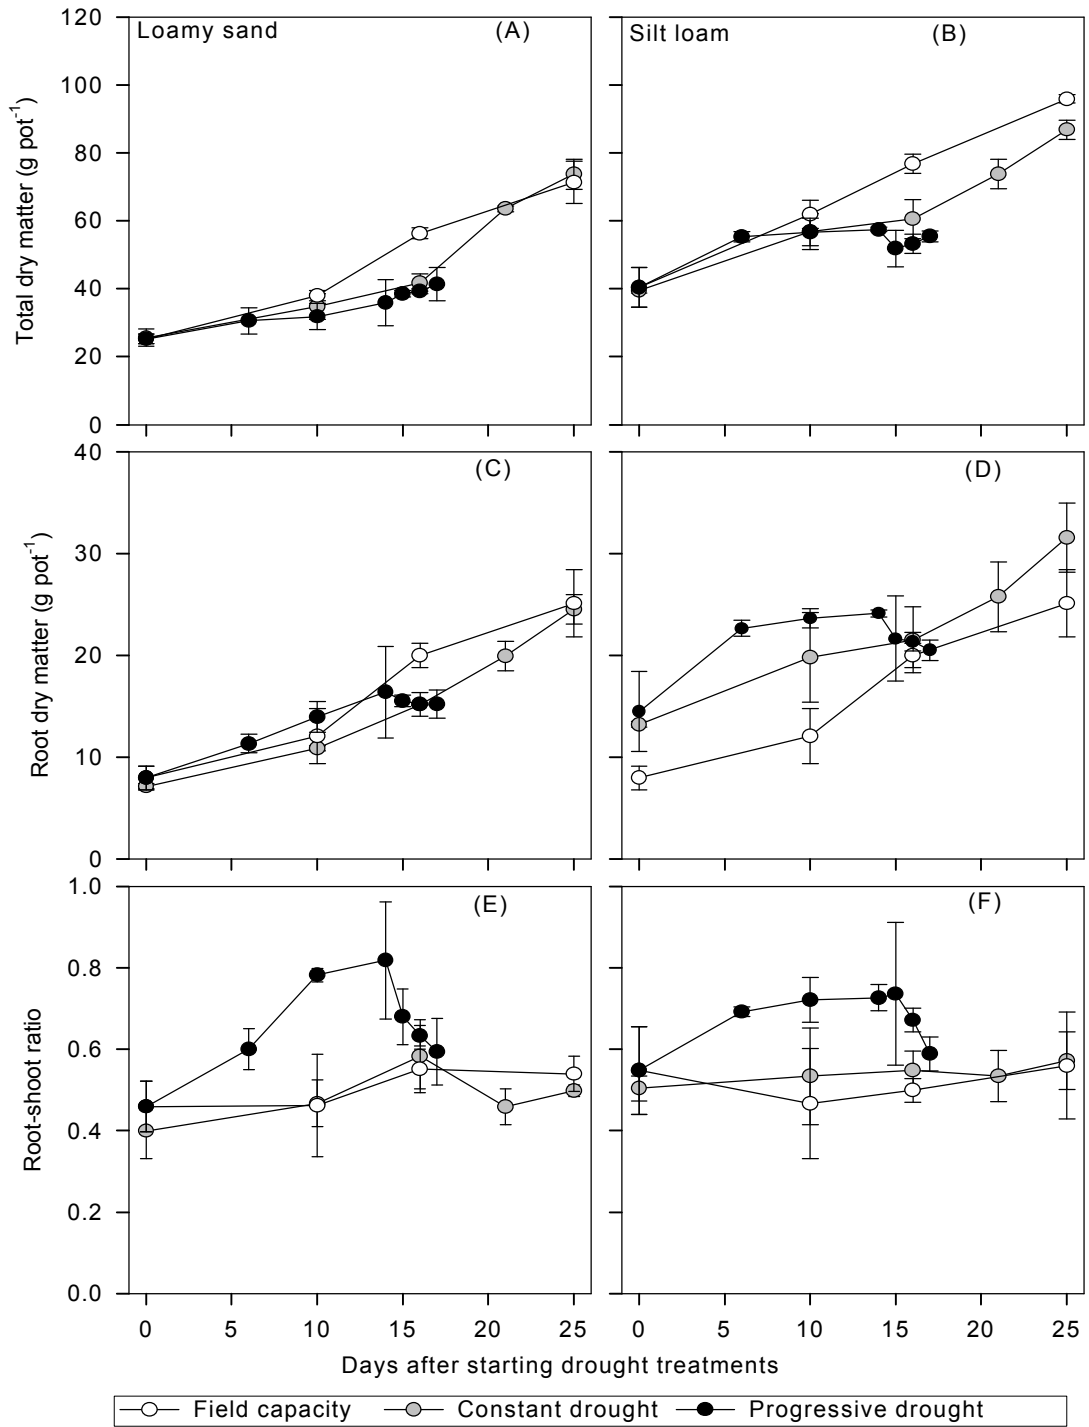 Loamy sand (A)
Silt loam (B)
Total dry matter (g pot-1)
120
100
80
60
40
20
0
(C)
(D)
Root dry matter (g pot-1)
40
30
20
10
0
(E)
(F)
Root-shoot ratio
1.0
0.8
0.6
0.4
0.2
0.0
0 5 10 15 20 25 0 5 10 15 20 25
Days after starting drought treatments
Field capacity Constant drought Progressive drought